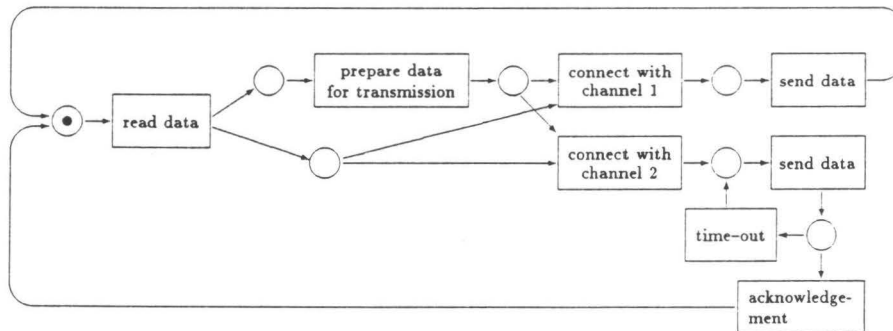 prepare data
for transmission
connect with
channel 1
send data
read data
connect with
channel 2
send data
time-out
acknowledge-
ment